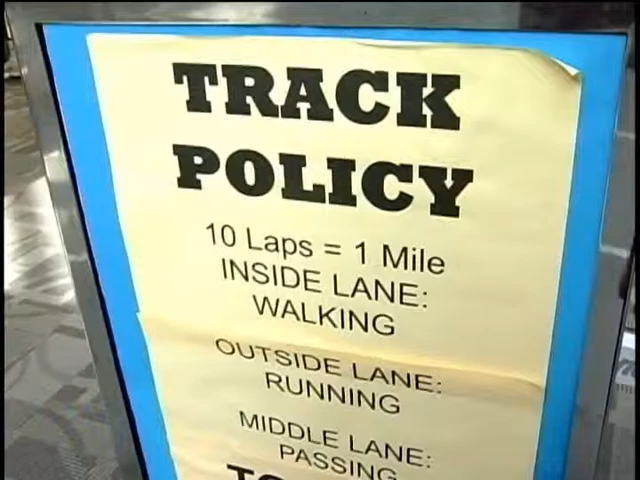 TRACK
POLICY
10 Laps = 1 Mile
INSIDE LANE:
WALKING
OUTSIDE LANE:
RUNNING
MIDDLE LANE:
PASSING